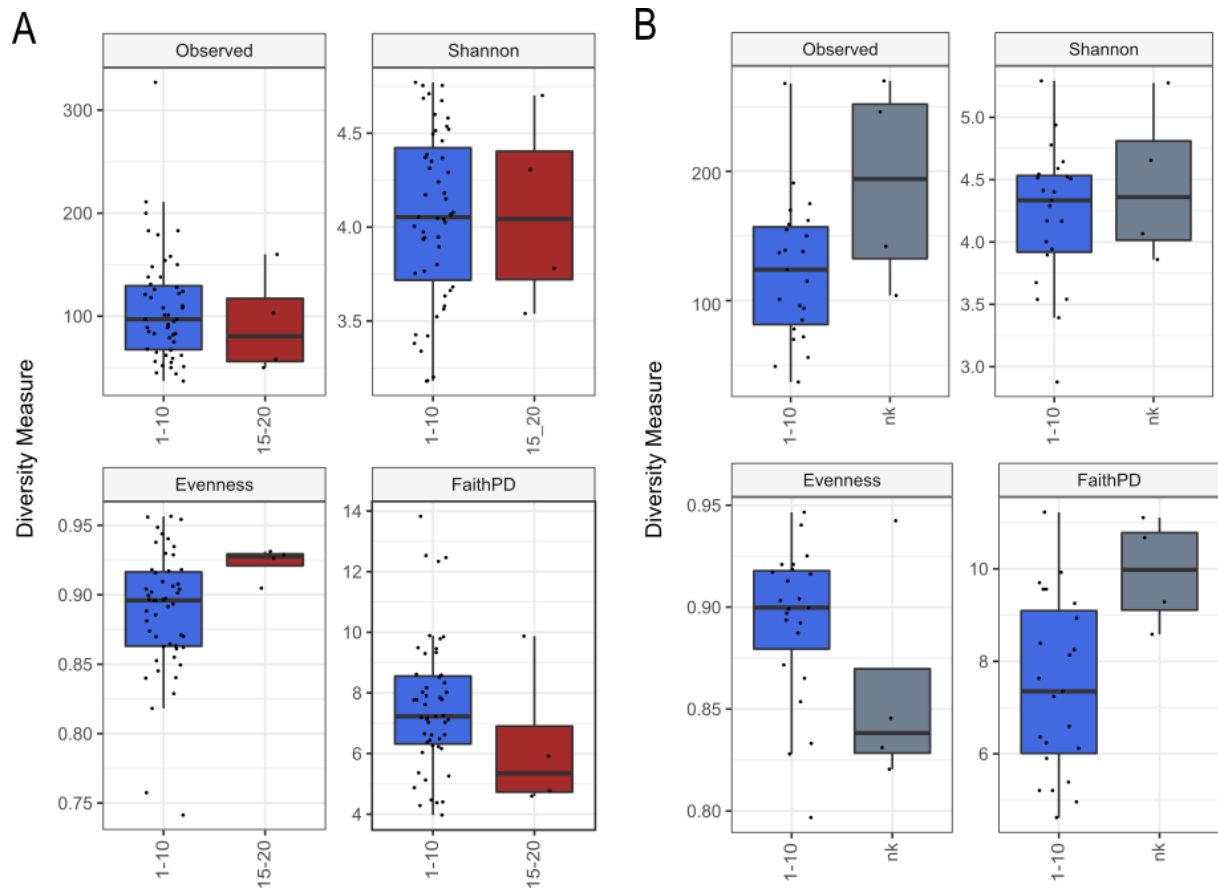 A
B
Observed
Shannon
Observed
Shannon
Diversity Measure
300
200
100
4.5
4.0
3.5
200
100
5.0
4.5
4.0
3.5
3.0
1-10
15-20
1-10
15_20
1-10
nk
1-10
nk
Evenness
FaithPD
Evenness
FaithPD
Diversity Measure
0.95
0.90
0.85
0.80
0.75
14
12
10
8
6
4
0.95
0.90
0.85
0.80
10
8
6
1-10
15-20
1-10
15-20
1-10
nk
1-10
nk